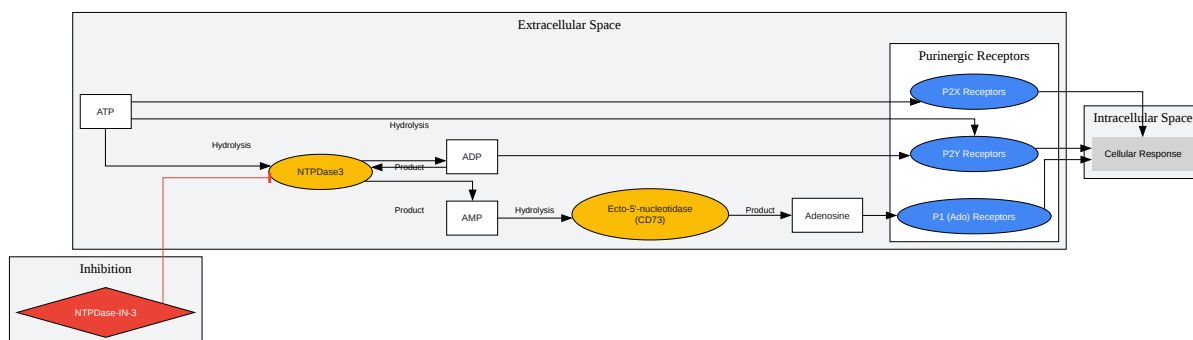 Extracellular Space
Purinergic Receptors
P2X Receptors
ATP
Intracellular Space
Hydrolysis
Hydrolysis
ADP
P2Y Receptors
Cellular Response
Product
NTPDase3
Product
AMP
Hydrolysis
Ecto-5'-nucleotidase
(CD73)
Product
Adenosine
P1 (Ado) Receptors
Inhibition
NTPDase-IN-3